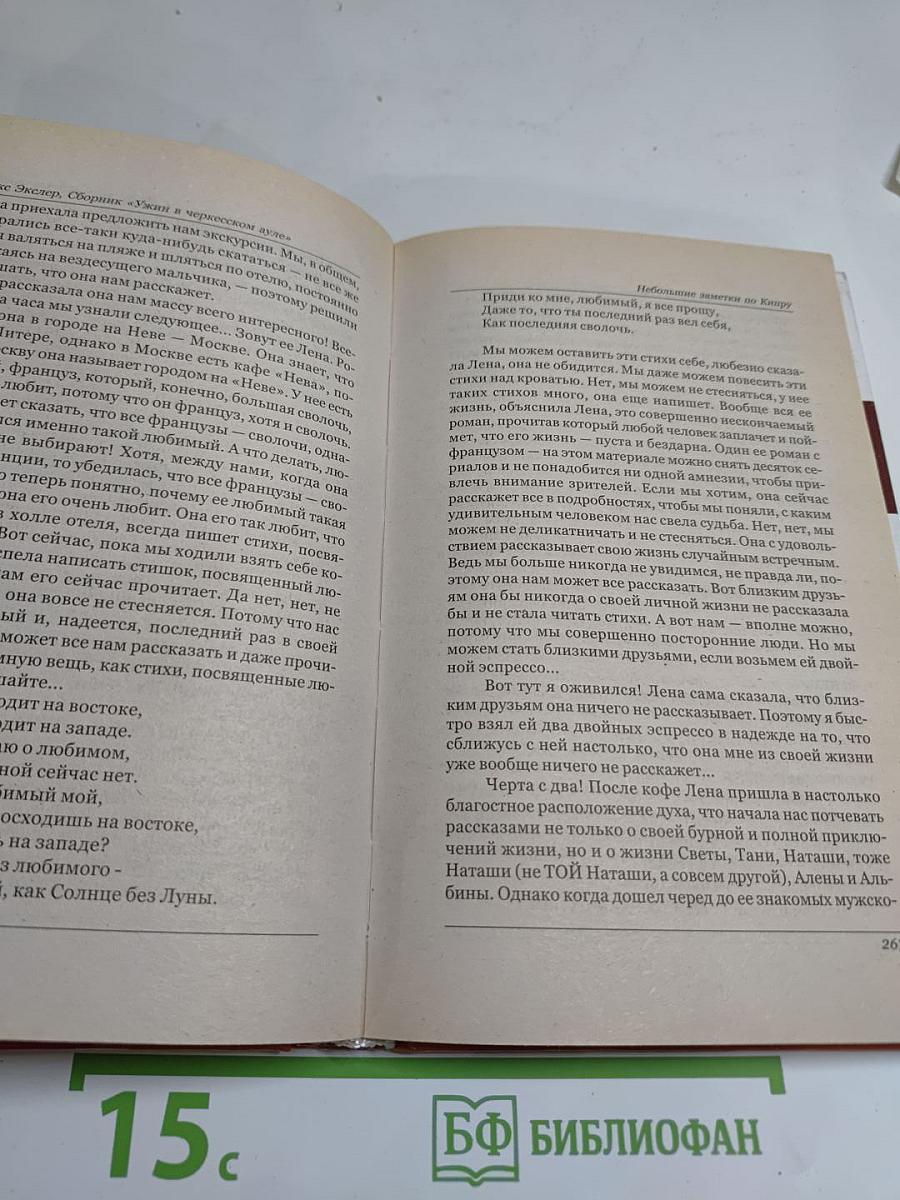 кс Экслер, Сборник «Ужин в черкесском ауле»
а приехала предложить нам экскурсии. Мы, в общем,
рались все-таки куда-нибудь скататься — не все же
валяться на пляже и шляться по отелю, постоянно
аясь на вездесущего мальчика, — поэтому решили
шать, что она нам расскажет.
рассказала она нам массу всего интересного! Все-
а часа мы узнали следующее... Зовут ее Лена. Ро-
она в городе на Неве — Москве. Она знает, что
Питере, однако в Москве есть кафе «Нева», по-
скву она называет городом на «Неве». У нее есть
, француз, который, конечно, большая сволочь,
любит, потому что он француз, хотя и сволочь.
ет сказать, что все французы — сволочи, одна-
лся именно такой любимый. А что делать, лю-
не выбирают! Хотя, между нами, когда она
нции, то убедилась, что все французы — сво-
о теперь понятно, почему ее любимый такая
она его очень любит. Она его так любит, что
в холле отеля, всегда пишет стихи, посвя-
Вот сейчас, пока мы ходили взять себе ко-
спела написать стишок, посвященный лю-
ам его сейчас прочитает. Да нет, нет, не
она вовсе не стесняется. Потому что нас
ый и, надеется, последний раз в своей
может все нам рассказать и даже прочи-
мную вещь, как стихи, посвященные лю-
шайте...
одит на востоке,
одит на западе.
аю о любимом,
ной сейчас нет.
бимый мой,
осходишь на востоке,
ь на западе?
з любимого -
й, как Солнце без Луны.
Небольшие заметки по Кипру
Приди ко мне, любимый, я все прощу,
Даже то, что ты последний раз вел себя,
Как последняя сволочь.
Мы можем оставить эти стихи себе, любезно сказа-
ла Лена, она не обидится. Мы даже можем повесить эти
стихи над кроватью. Нет, мы можем не стесняться, у нее
таких стихов много, она еще напишет. Вообще вся ее
жизнь, объяснила Лена, это совершенно нескончаемый
роман, прочитав который любой человек заплачет и пой-
мет, что его жизнь — пуста и бездарна. Один ее роман с
французом — на этом материале можно снять десяток се-
риалов и не понадобится ни одной амнезии, чтобы при-
влечь внимание зрителей. Если мы хотим, она сейчас
расскажет все в подробностях, чтобы мы поняли, с каким
удивительным человеком нас свела судьба. Нет, нет, мы
можем не деликатничать и не стесняться. Она с удоволь-
ствием рассказывает свою жизнь случайным встречным.
Ведь мы больше никогда не увидимся, не правда ли, по-
этому она нам может все рассказать. Вот близким друзь-
ям она бы никогда о своей личной жизни не рассказала
бы и не стала читать стихи. А вот нам — вполне можно,
потому что мы совершенно посторонние люди. Но мы
можем стать близкими друзьями, если возьмем ей двой-
ной эспрессо...
Вот тут я оживился! Лена сама сказала, что близ-
ким друзьям она ничего не рассказывает. Поэтому я быс-
тро взял ей два двойных эспрессо в надежде на то, что
сближусь с ней настолько, что она мне из своей жизни
уже вообще ничего не расскажет...
Черта с два! После кофе Лена пришла в настолько
благостное расположение духа, что начала нас потчевать
рассказами не только о своей бурной и полной приклю-
чений жизни, но и о жизни Светы, Тани, Наташи, тоже
Наташи (не ТОЙ Наташи, а совсем другой), Алены и Аль-
бины. Однако когда дошел черед до ее знакомых мужско-
26
15 с
БФ БИБЛИОФАН